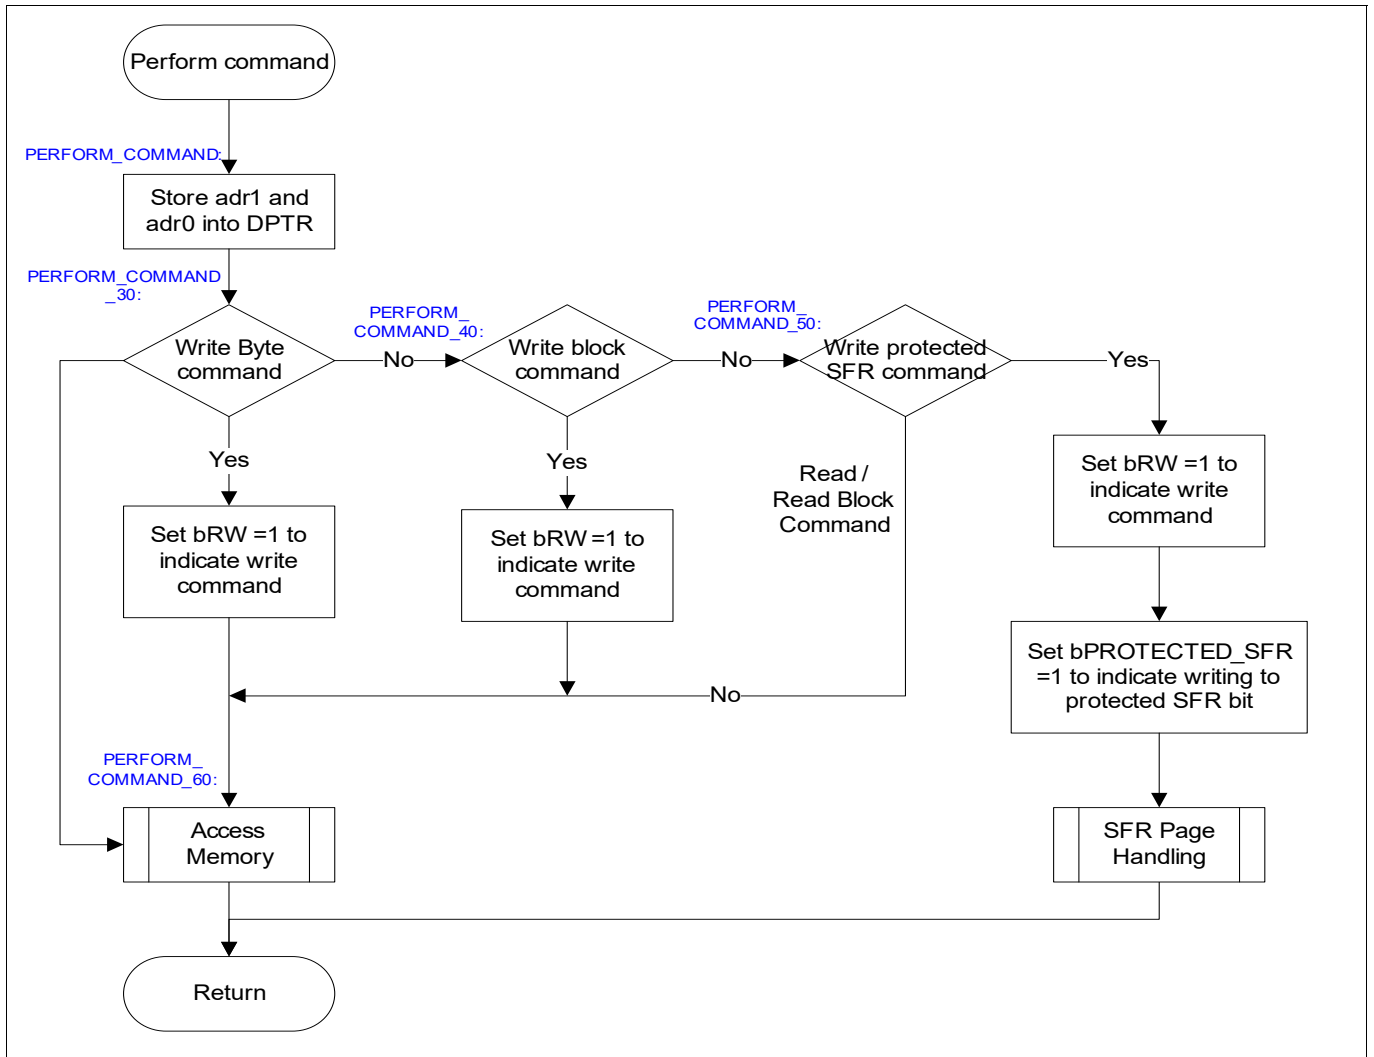 Perform command
PERFORM_COMMAND:
Store adr1 and
adr0 into DPTR
PERFORM_COMMAND
_30:
Write Byte
command
No
PERFORM_
COMMAND_40:
Write block
command
No
PERFORM_
COMMAND_50:
Write protected
SFR command
Yes
Yes
Set bRW =1 to
indicate write
command
Yes
Set bRW =1 to
indicate write
command
Read /
Read Block
Command
Set bRW =1 to
indicate write
command
No
Set bPROTECTED_SFR
=1 to indicate writing to
protected SFR bit
PERFORM_
COMMAND_60:
Access
Memory
SFR Page
Handling
Return